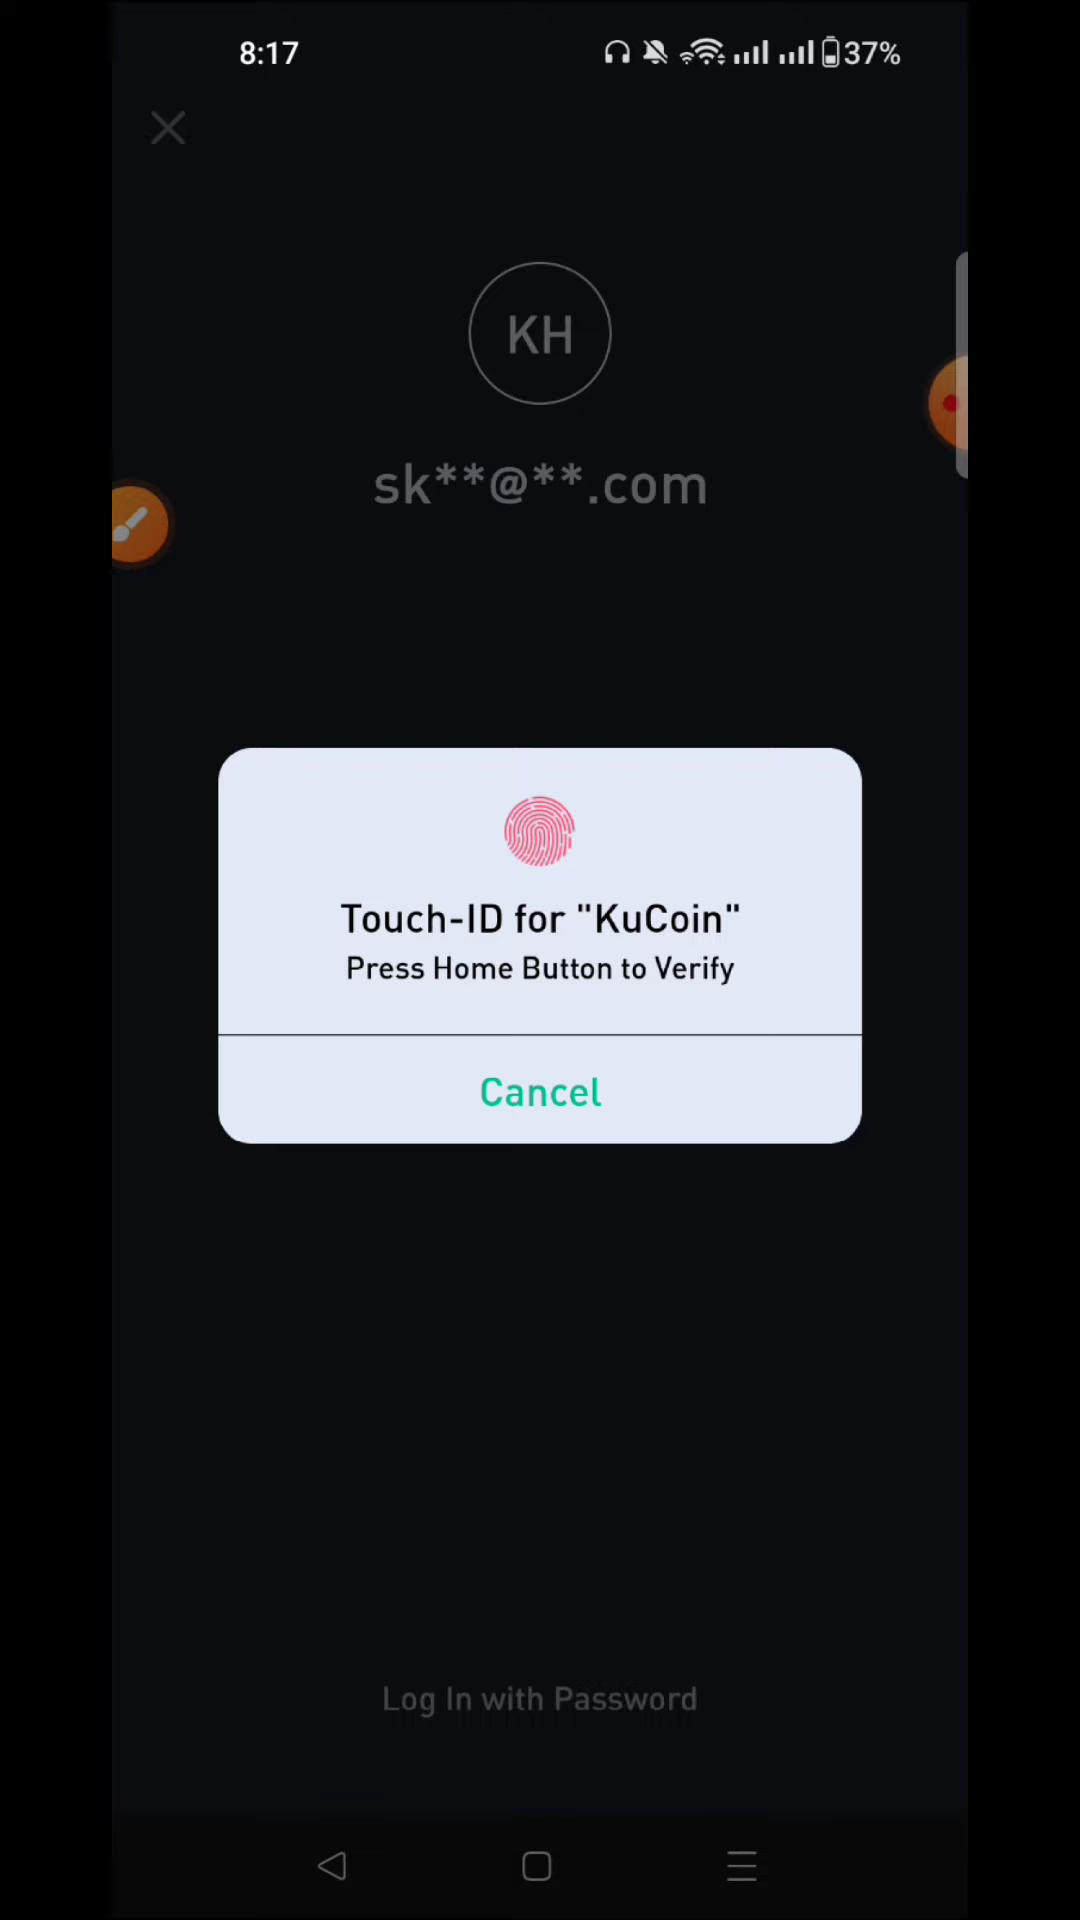 8:17
37%
KH
sk**@**.com
Touch-ID for "KuCoin"
Press Home Button to Verify
Cancel
Log In with Password